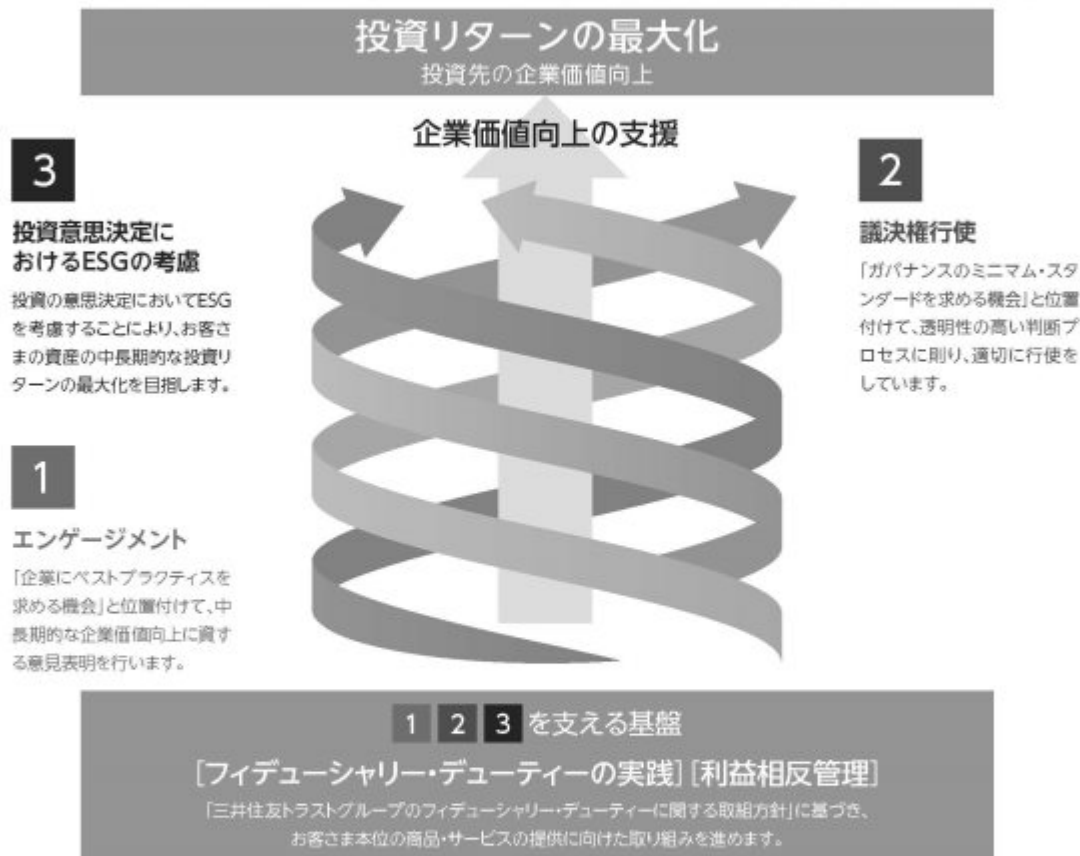 投資リターンの最大化
投資先の企業価値向上
企業価値向上の支援
3
投資意思決定に
おけるESGの考慮
投資の意思決定においてESG
を考慮することにより、お客さ
まの資産の中長期的な投資リ
ターンの最大化を目指します。
2
議決権行使
「ガバナンスのミニマム・スタ
ンダードを求める機会」と位置
付けて、透明性の高い判断プ
ロセスに則り、適切に行使を
しています。
1
エンゲージメント
「企業にベストプラクティスを
求める機会」と位置付けて、中
長期的な企業価値向上に資す
る意見表明を行います。
1 2 3 を支える基盤
[フィデューシャリー・デューティーの実践] [利益相反管理]
「三井住友トラストグループのフィデューシャリー・デューティーに関する取組方針」に基づき、
お客さま本位の商品・サービスの提供に向けた取り組みを進めます。